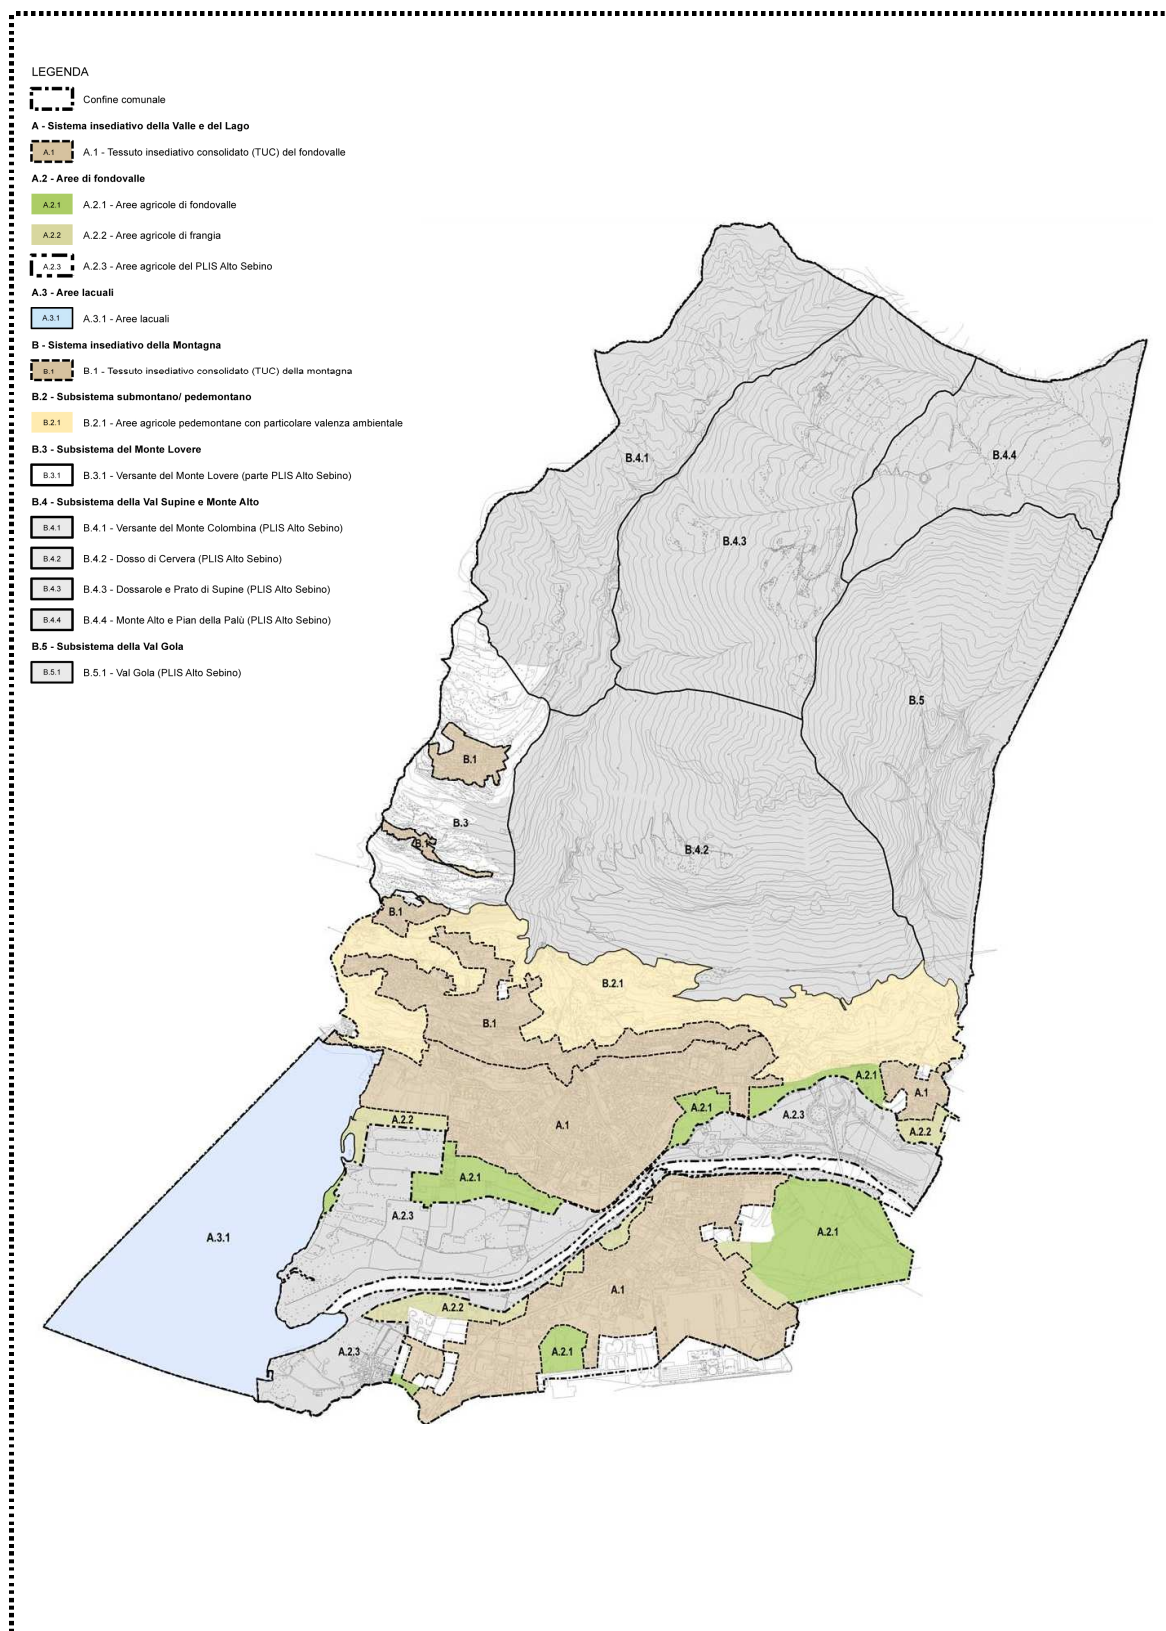 LEGENDA
Confine comunale
A - Sistema insediativo della Valle e del Lago
A.1 A.1 - Tessuto insediativo consolidato (TUC) del fondovalle
A.2 - Aree di fondovalle
A.2.1 A.2.1 - Aree agricole di fondovalle
A.2.2 A.2.2 - Aree agricole di frangia
A.2.3 A.2.3 - Aree agricole del PLIS Alto Sebino
A.3 - Aree lacuali
A.3.1 A.3.1 - Aree lacuali
B - Sistema insediativo della Montagna
B.1 B.1 - Tessuto insediativo consolidato (TUC) della montagna
B.2 - Subsistema submontano/ pedemontano
B.2.1 B.2.1 - Aree agricole pedemontane con particolare valenza ambientale
B.3 - Subsistema del Monte Lovere
B.3.1 B.3.1 - Versante del Monte Lovere (parte PLIS Alto Sebino)
B.4 - Subsistema della Val Supine e Monte Alto
B.4.1 B.4.1 - Versante del Monte Colombina (PLIS Alto Sebino)
B.4.2 B.4.2 - Dosso di Cervera (PLIS Alto Sebino)
B.4.3 B.4.3 - Dossarole e Prato di Supine (PLIS Alto Sebino)
B.4.4 B.4.4 - Monte Alto e Pian della Palù (PLIS Alto Sebino)
B.5 - Subsistema della Val Gola
B.5.1 B.5.1 - Val Gola (PLIS Alto Sebino)
B.4.1
B.4.4
B.4.3
B.5
B.1
B.3
B.1
B.4.2
B.1
B.2.1
B.1
A.2.1
A.1
A.2.1
A.2.3
A.2.2
A.1
A.2.2
A.2.1
A.2.3
A.2.1
A.3.1
A.1
A.2.2
A.2.3
A.2.1